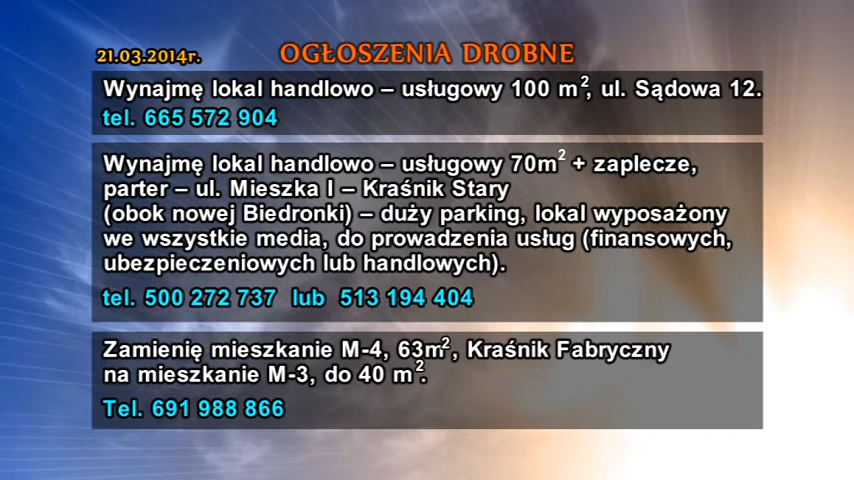 21.03.2014r.
OGŁOSZENIA DROBNE
Wynajmę lokal handlowo – usługowy 100 m², ul. Sądowa 12.
tel. 665 572 904
Wynajmę lokal handlowo – usługowy 70m² + zaplecze,
parter – ul. Mieszka I – Kraśnik Stary
(obok nowej Biedronki) – duży parking, lokal wyposażony
we wszystkie media, do prowadzenia usług (finansowych,
ubezpieczeniowych lub handlowych).
tel. 500 272 737 lub 513 194 404
Zamienię mieszkanie M-4, 63m², Kraśnik Fabryczny
na mieszkanie M-3, do 40 m².
Tel. 691 988 866